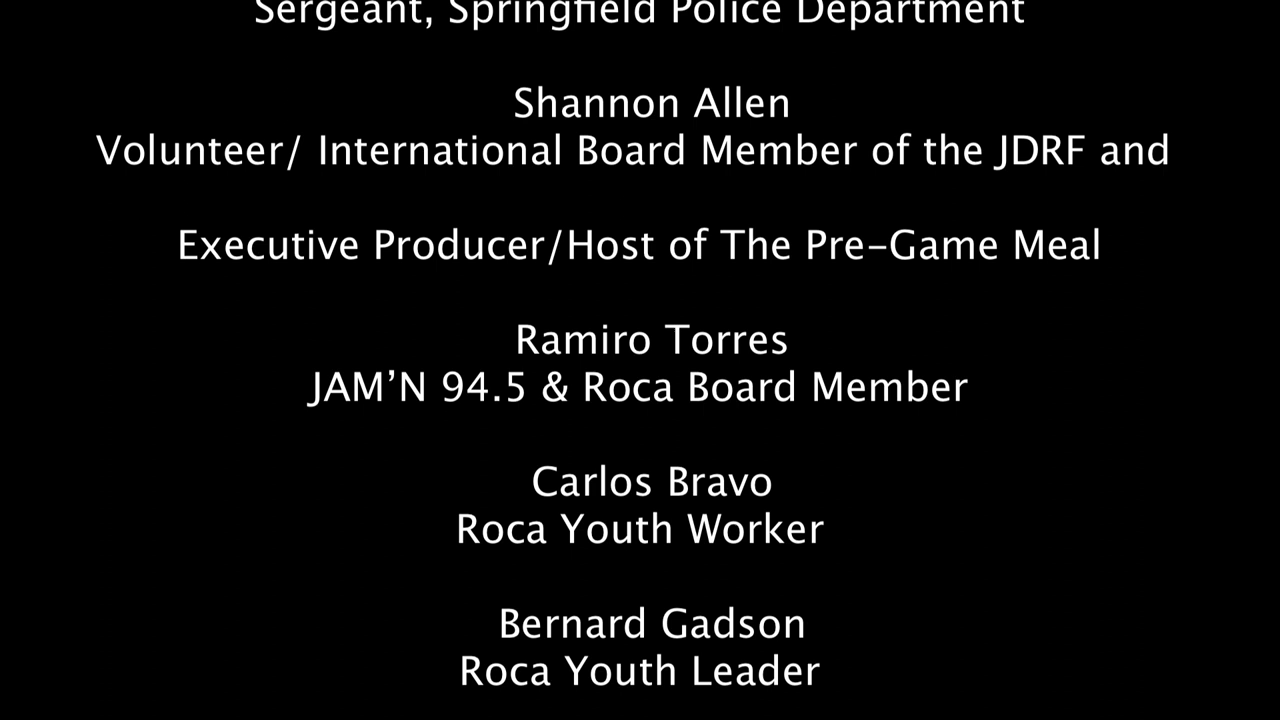 Sergeant, Springfield Police Department
Shannon Allen
Volunteer/ International Board Member of the JDRF and
Executive Producer/Host of The Pre-Game Meal
Ramiro Torres
JAM’N 94.5 & Roca Board Member
Carlos Bravo
Roca Youth Worker
Bernard Gadson
Roca Youth Leader